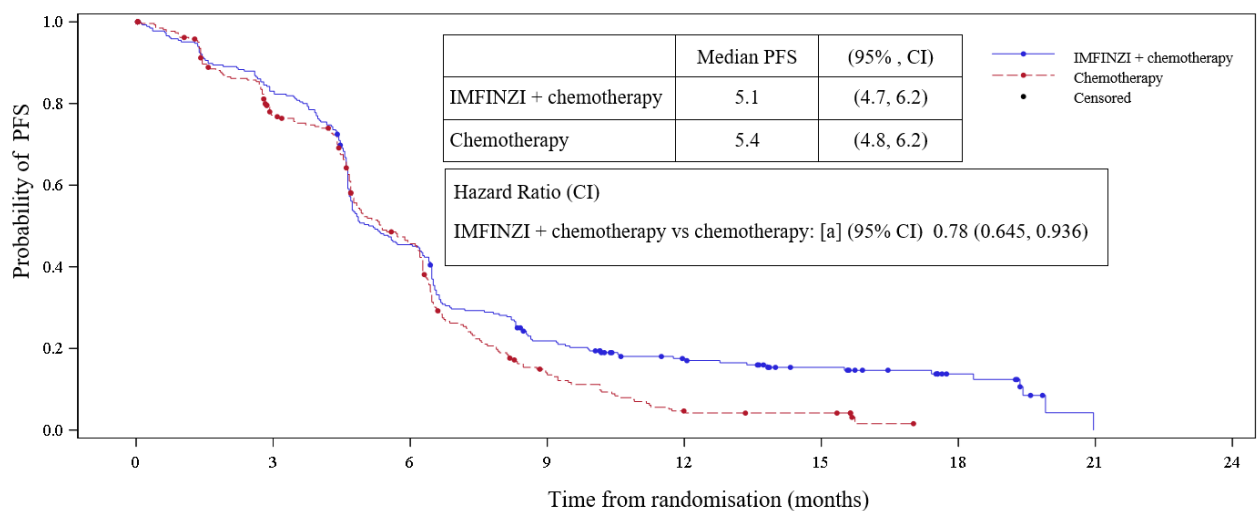 Probability of PFS
1.0
0.8
0.6
0.4
0.2
0.0
Median PFS (95% , CI)
IMFINZI + chemotherapy 5.1 (4.7, 6.2)
Chemotherapy 5.4 (4.8, 6.2)
Hazard Ratio (CI)
IMFINZI + chemotherapy vs chemotherapy: [a] (95% CI) 0.78 (0.645, 0.936)
IMFINZI + chemotherapy
Chemotherapy
Censored
0 3 6 9 12 15 18 21 24
Time from randomisation (months)